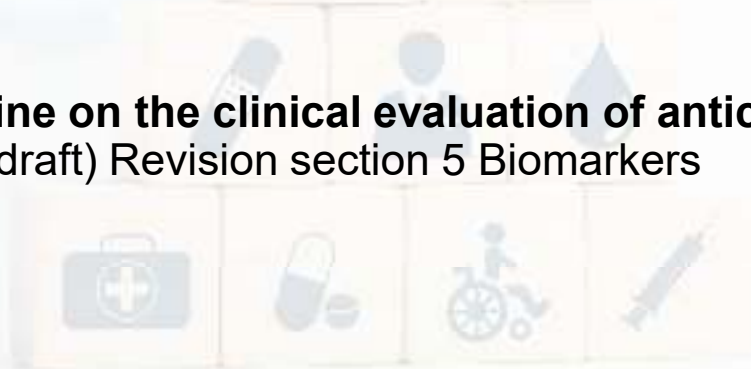 ine on the clinical evaluation of antic
draft) Revision section 5 Biomarkers